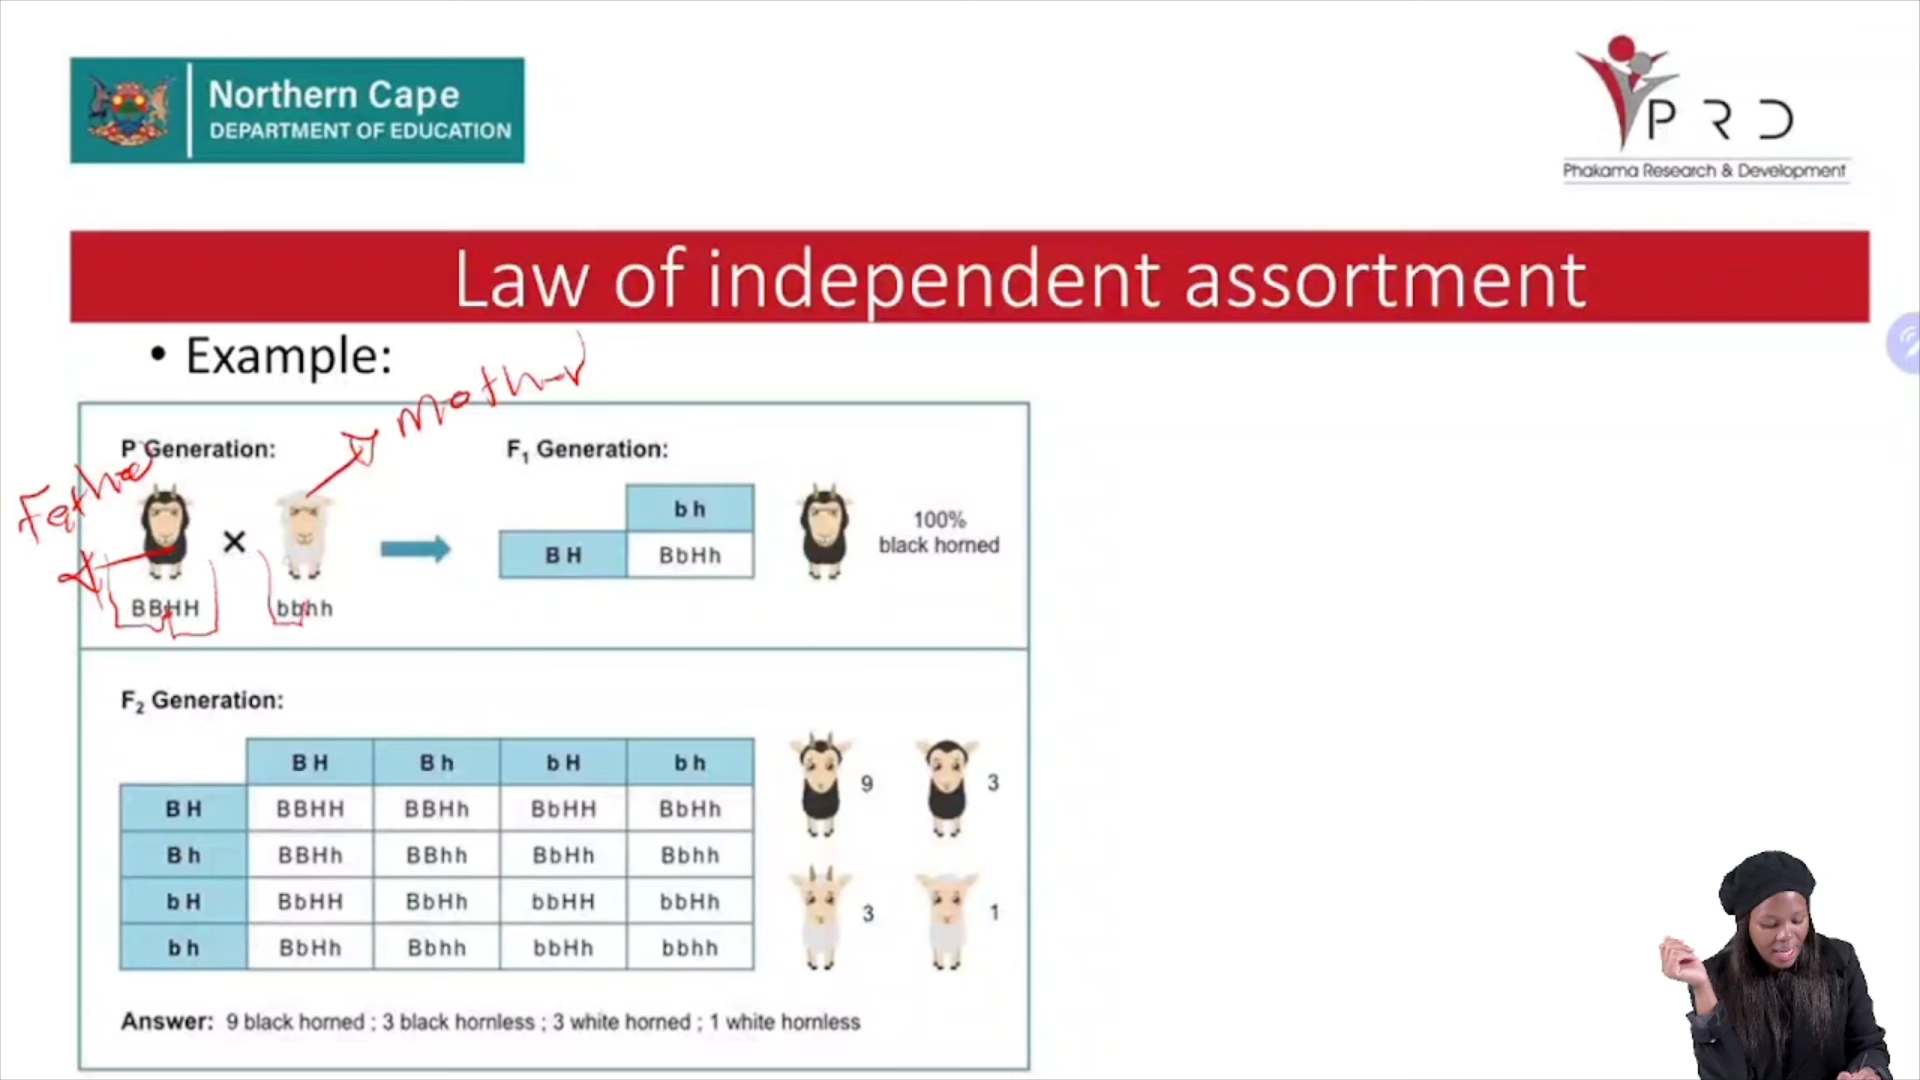 Northern Cape
DEPARTMENT OF EDUCATION
PRD
Phakama Research & Development
Law of independent assortment
• Example:
Mother
P Generation:
F1 Generation:
Father
b h
B H
BbHh
100%
black horned
×
BBHH
bbhh
F2 Generation:
B H
B h
b H
b h
B H
BBHH
BBHh
BbHH
BbHh
B h
BBHh
BBhh
BbHh
Bbhh
b H
BbHH
BbHh
bbHH
bbHh
b h
BbHh
Bbhh
bbHh
bbhh
9
3
3
1
Answer: 9 black horned ; 3 black hornless ; 3 white horned ; 1 white hornless